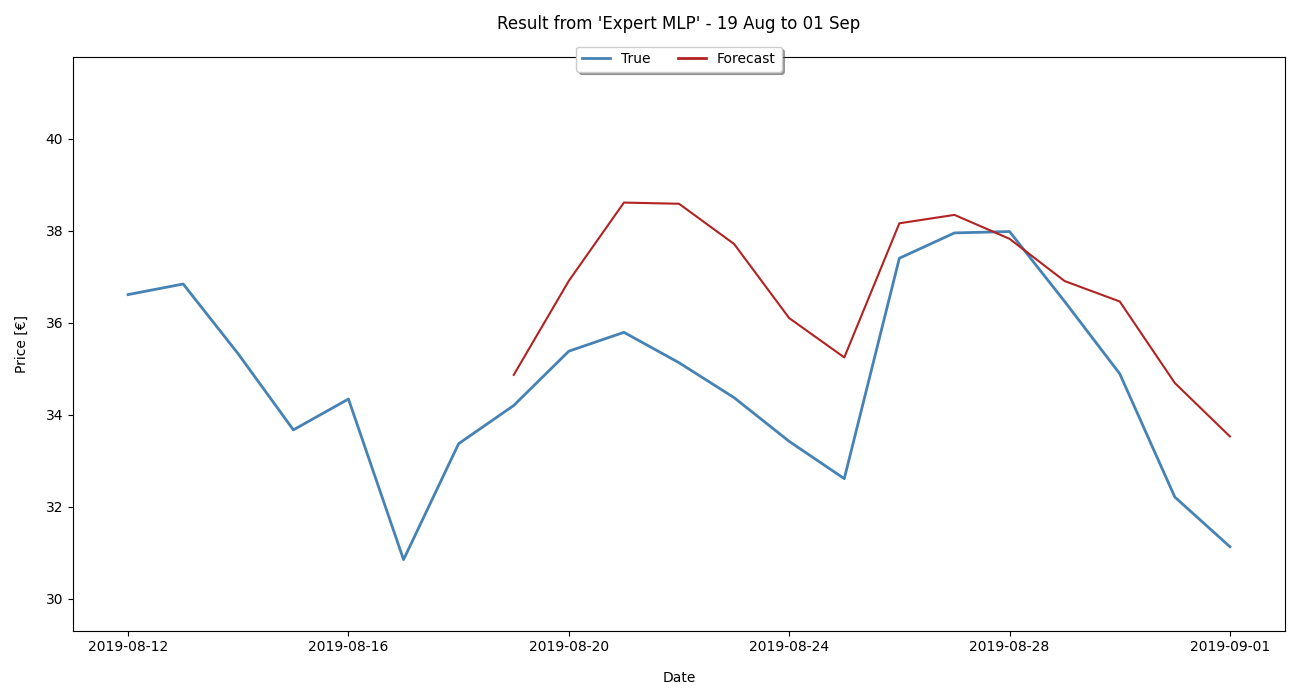 Result from 'Expert MLP' - 19 Aug to 01 Sep
True
Forecast
Price [€]
40
38
36
34
32
30
2019-08-12
2019-08-16
2019-08-20
2019-08-24
2019-08-28
2019-09-01
Date